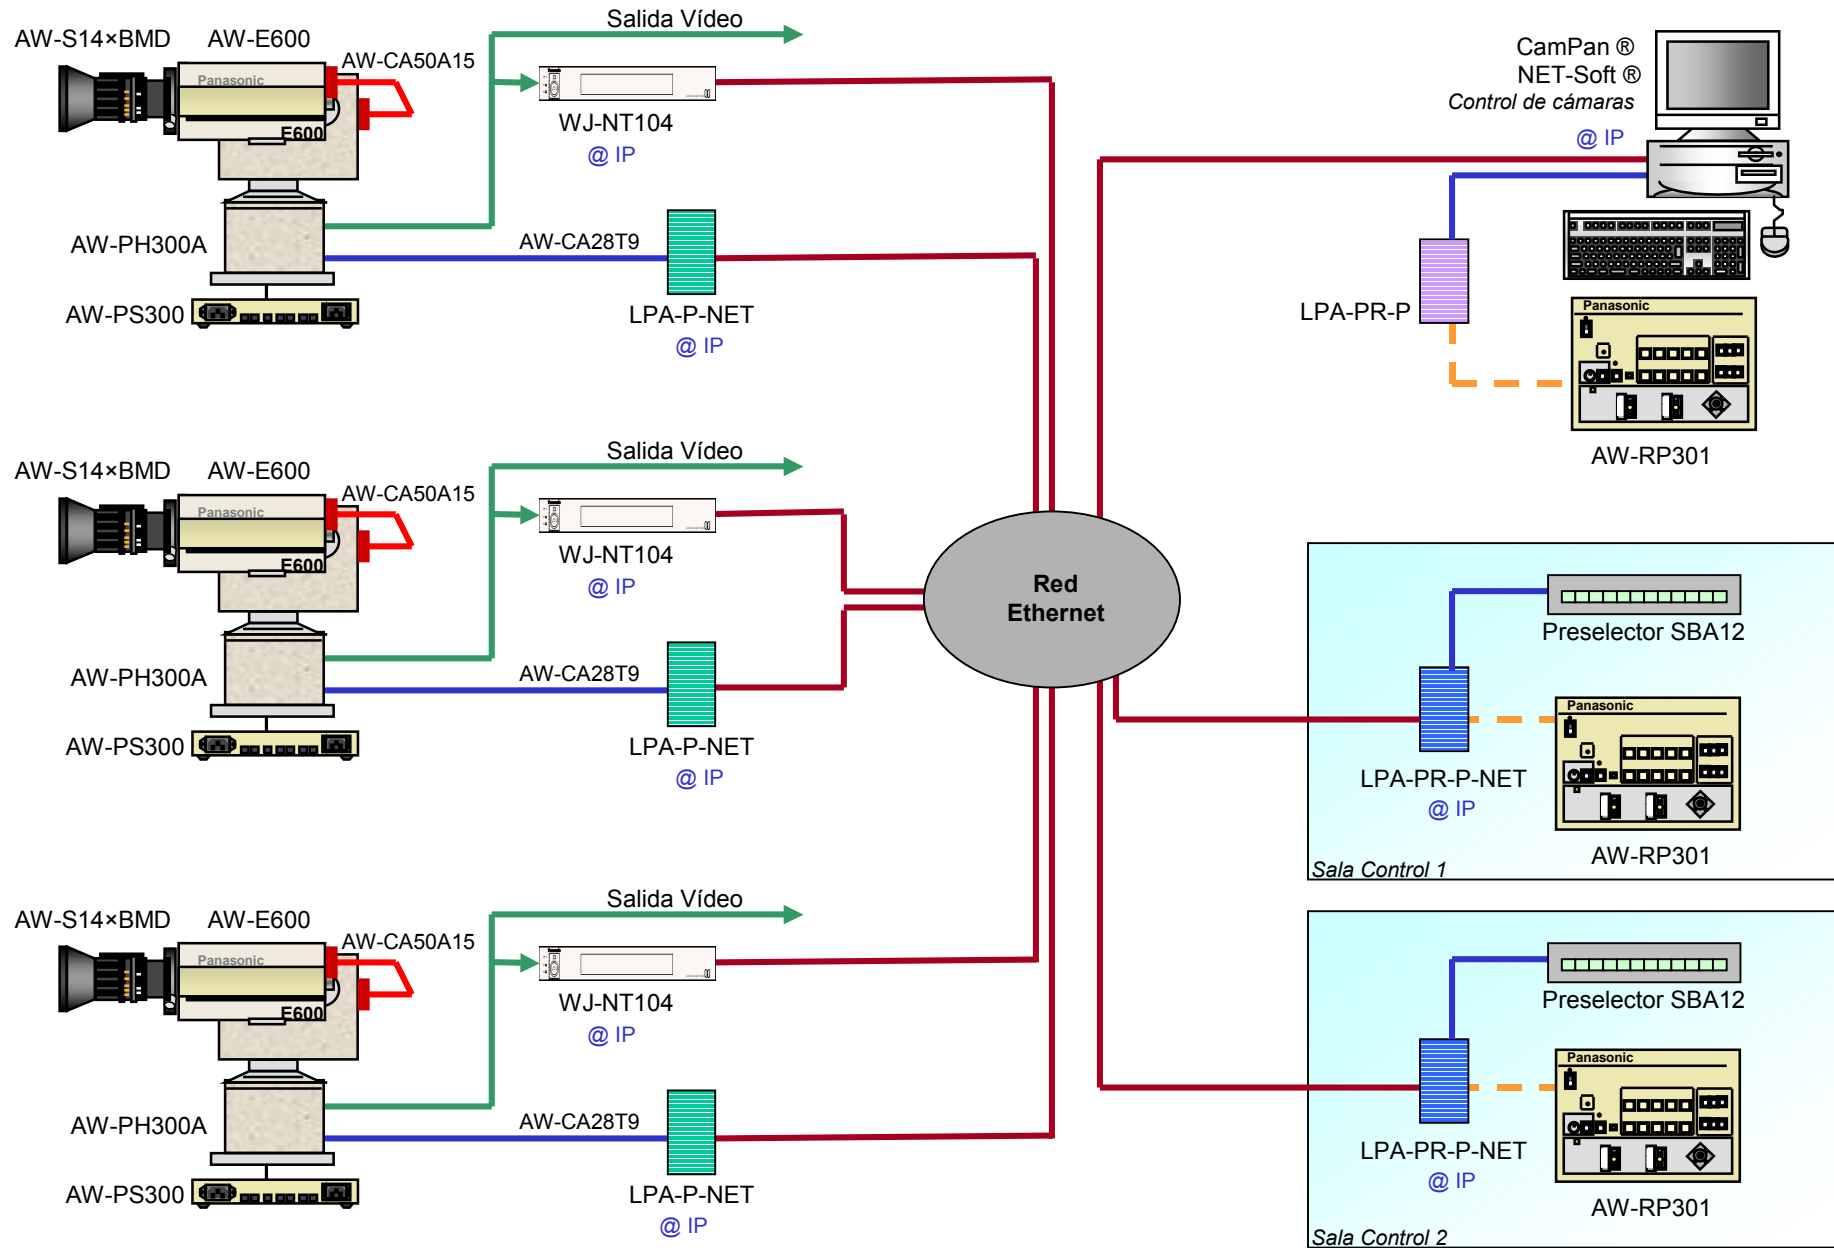 Salida Vídeo
AW-S14×BMD
AW-E600
AW-CA50A15
Panasonic
E600
WJ-NT104
@ IP
AW-PH300A
AW-CA28T9
AW-PS300
LPA-P-NET
@ IP
CamPan ®
NET-Soft ®
Control de cámaras
@ IP
LPA-PR-P
Panasonic
AW-RP301
Salida Vídeo
AW-S14×BMD
AW-E600
AW-CA50A15
Panasonic
E600
WJ-NT104
@ IP
AW-PH300A
AW-CA28T9
AW-PS300
LPA-P-NET
@ IP
Red
Ethernet
Preselector SBA12
Panasonic
LPA-PR-P-NET
@ IP
AW-RP301
Sala Control 1
Salida Vídeo
AW-S14×BMD
AW-E600
AW-CA50A15
Panasonic
E600
WJ-NT104
@ IP
AW-PH300A
AW-CA28T9
AW-PS300
LPA-P-NET
@ IP
Preselector SBA12
Panasonic
LPA-PR-P-NET
@ IP
AW-RP301
Sala Control 2